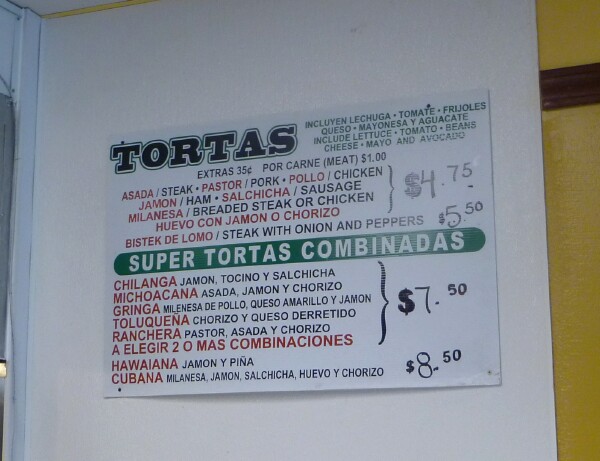 TORTAS
INCLUYEN LECHUGA • TOMATE • FRIJOLES
QUESO • MAYONESA Y AGUACATE
INCLUDE LETTUCE • TOMATO • BEANS
CHEESE • MAYO AND AVOCADO
EXTRAS 35¢ POR CARNE (MEAT) $1.00
ASADA / STEAK • PASTOR / PORK • POLLO / CHICKEN
JAMON / HAM • SALCHICHA / SAUSAGE
MILANESA / BREADED STEAK OR CHICKEN
HUEVO CON JAMON O CHORIZO
$4.75
BISTEK DE LOMO / STEAK WITH ONION AND PEPPERS $5.50
SUPER TORTAS COMBINADAS
CHILANGA JAMON, TOCINO Y SALCHICHA
MICHOACANA ASADA, JAMON Y CHORIZO
GRINGA MILENESA DE POLLO, QUESO AMARILLO Y JAMON
TOLUQUEÑA CHORIZO Y QUESO DERRETIDO
RANCHERA PASTOR, ASADA Y CHORIZO
A ELEGIR 2 O MAS COMBINACIONES
$7.50
HAWAIANA JAMON Y PIÑA
CUBANA MILANESA, JAMON, SALCHICHA, HUEVO Y CHORIZO
$8.50